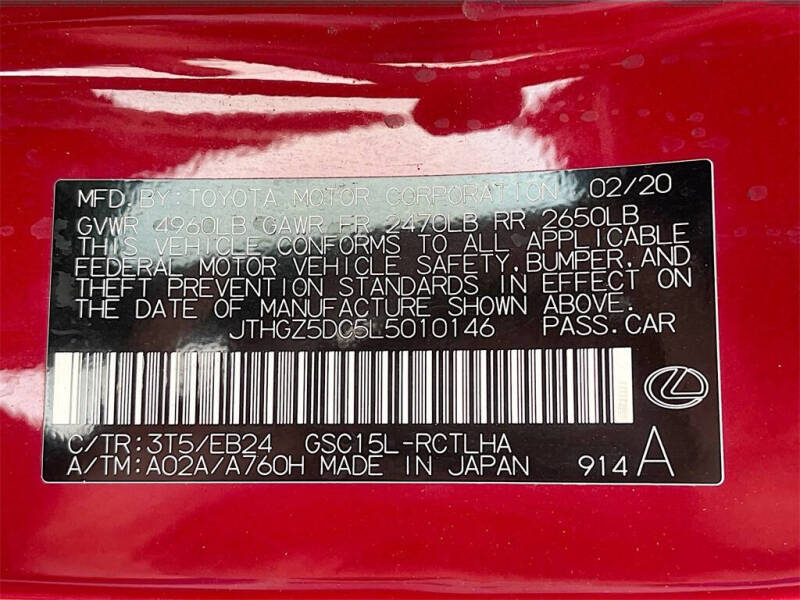 MFD.BY:TOYOTA MOTOR CORPORATION 02/20
GVWR 4960LB GAWR FR 2470LB RR 2650LB
THIS VEHICLE CONFORMS TO ALL APPLICABLE
FEDERAL MOTOR VEHICLE SAFETY,BUMPER,AND
THEFT PREVENTION STANDARDS IN EFFECT ON
THE DATE OF MANUFACTURE SHOWN ABOVE.
JTHGZ5DC5L5010146 PASS.CAR
C/TR:3T5/EB24 GSC15L-RCTLHA
A/TM:A02A/A760H MADE IN JAPAN 914 A